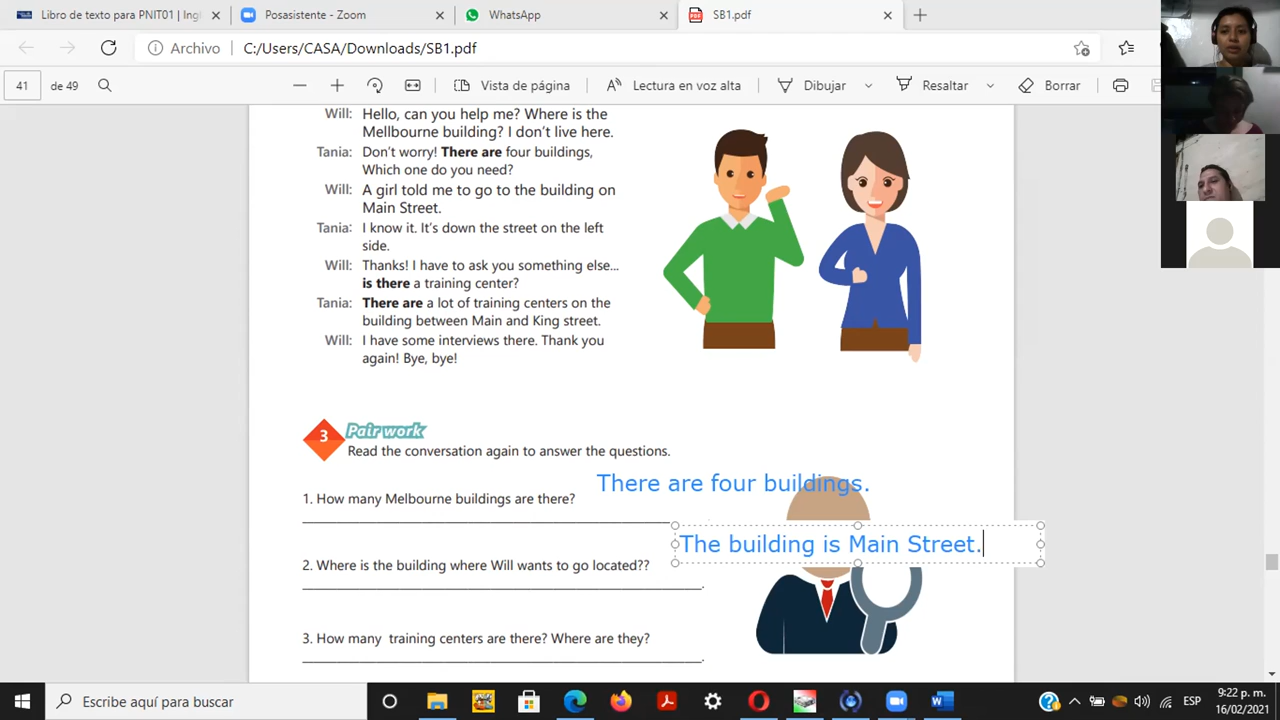 Libro de texto para PNIT01 | Ingl
Posasistente - Zoom
WhatsApp
SB1.pdf
Archivo
C:/Users/CASA/Downloads/SB1.pdf
41 de 49
Vista de página
Lectura en voz alta
Dibujar
Resaltar
Borrar
Will: Hello, can you help me? Where is the
Mellbourne building? I don't live here.
Tania: Don't worry! There are four buildings,
Which one do you need?
Will: A girl told me to go to the building on
Main Street.
Tania: I know it. It's down the street on the left
side.
Will: Thanks! I have to ask you something else...
is there a training center?
Tania: There are a lot of training centers on the
building between Main and King street.
Will: I have some interviews there. Thank you
again! Bye, bye!
3 Pair work
Read the conversation again to answer the questions.
There are four buildings.
1. How many Melbourne buildings are there?
The building is Main Street.
2. Where is the building where Will wants to go located??
3. How many training centers are there? Where are they?
Escribe aquí para buscar
ESP
9:22 p. m.
16/02/2021